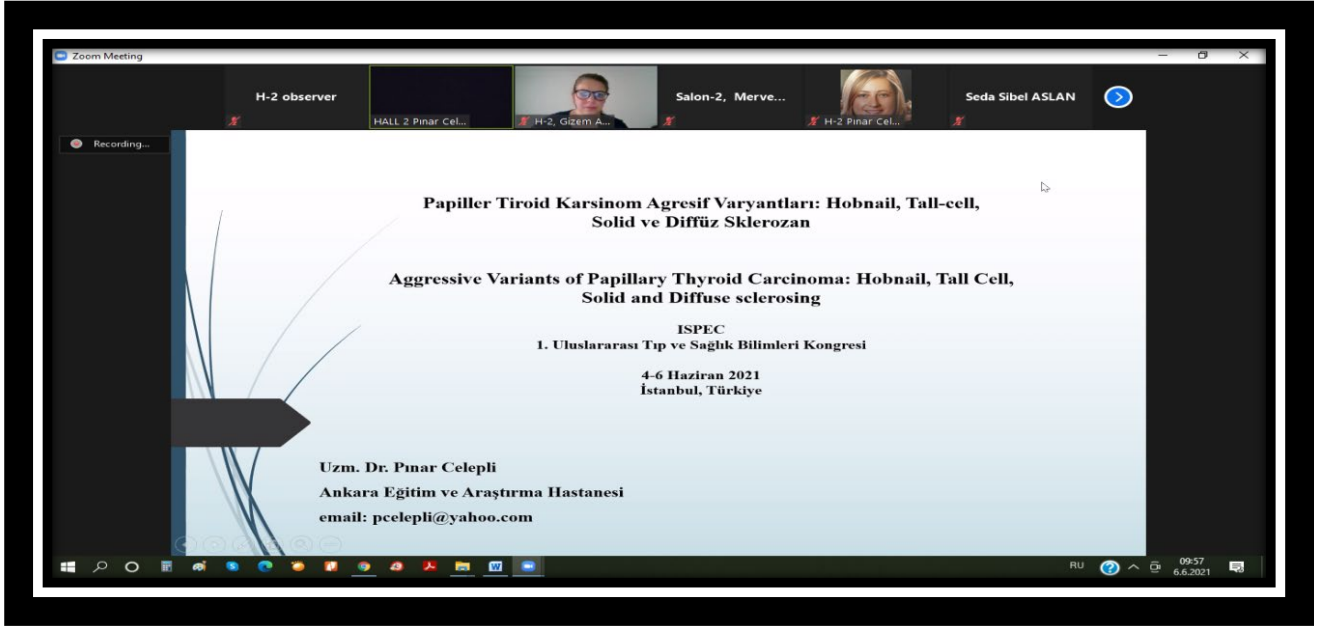 Zoom Meeting
H-2 observer
HALL 2 Pınar Cel...
H-2, Gizem A...
Salon-2, Merve...
H-2 Pınar Cel...
Seda Sibel ASLAN
Recording...
Papiller Tiroid Karsinom Agresif Varyantları: Hobnail, Tall-cell,
Solid ve Diffüz Sklerozan
Aggressive Variants of Papillary Thyroid Carcinoma: Hobnail, Tall Cell,
Solid and Diffuse sclerosing
ISPEC
1. Uluslararası Tıp ve Sağlık Bilimleri Kongresi
4-6 Haziran 2021
İstanbul, Türkiye
Uzm. Dr. Pınar Celepli
Ankara Eğitim ve Araştırma Hastanesi
email: pcelepli@yahoo.com
RU
09:57
6.6.2021